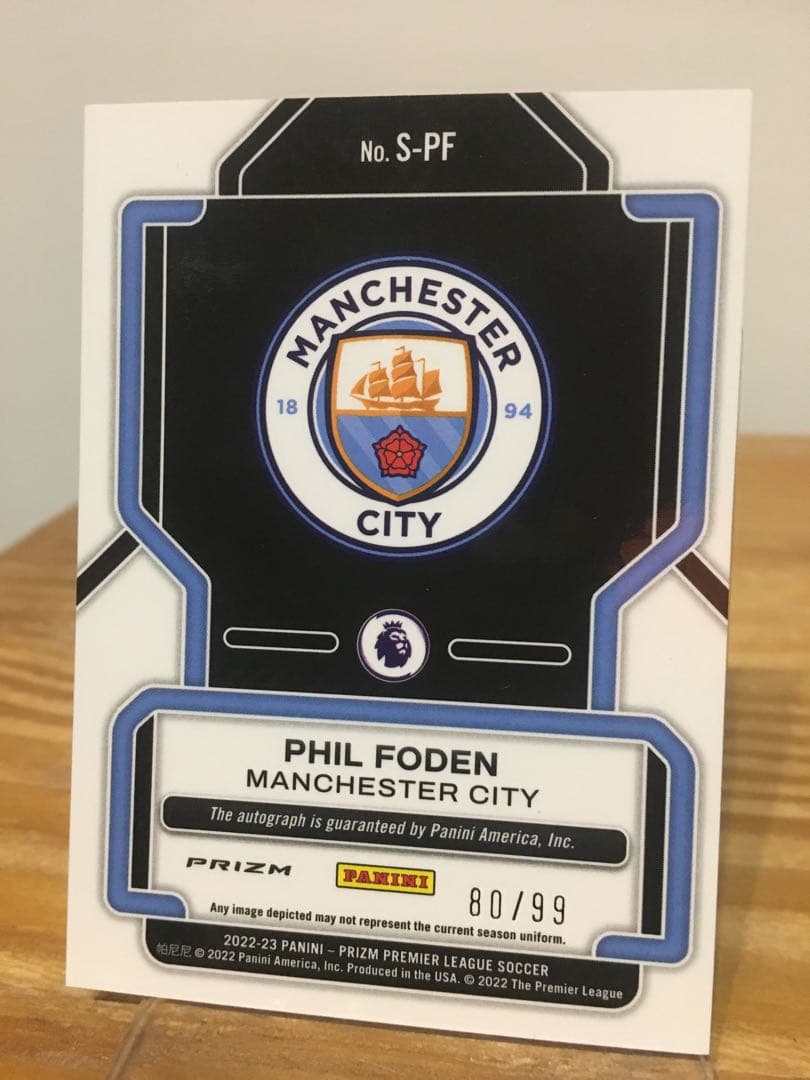 No. S-PF
MANCHESTER
18 94
CITY
PHIL FODEN
MANCHESTER CITY
The autograph is guaranteed by Panini America, Inc.
PRIZM PANINI 80/99
Any image depicted may not represent the current season uniform.
2022-23 PANINI – PRIZM PREMIER LEAGUE SOCCER
帕尼尼 © 2022 Panini America, Inc. Produced in the USA. © 2022 The Premier League